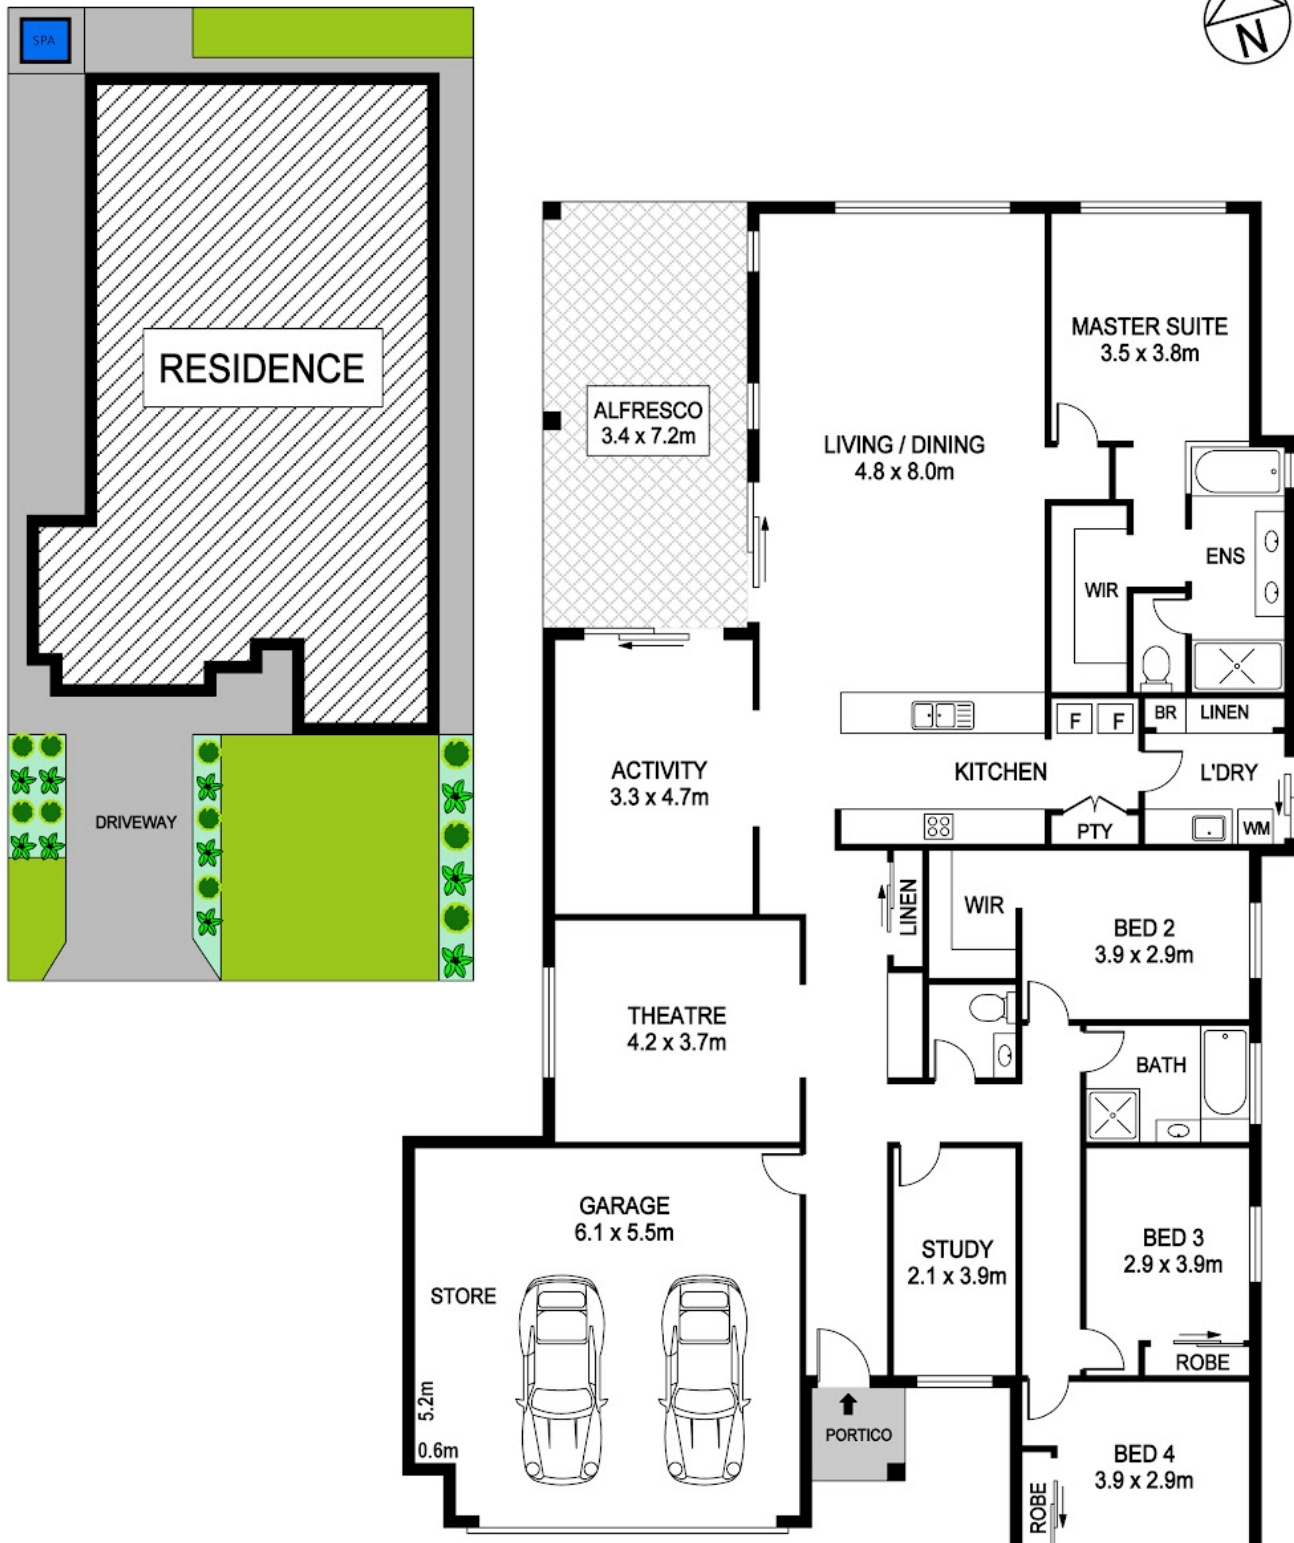 SPA
N
RESIDENCE
DRIVEWAY
MASTER SUITE
3.5 x 3.8m
ALFRESCO
3.4 x 7.2m
LIVING / DINING
4.8 x 8.0m
ENS
WIR
BR
LINEN
F
F
ACTIVITY
3.3 x 4.7m
KITCHEN
L'DRY
PTY
WM
LINEN
WIR
BED 2
3.9 x 2.9m
THEATRE
4.2 x 3.7m
BATH
GARAGE
6.1 x 5.5m
STORE
STUDY
2.1 x 3.9m
BED 3
2.9 x 3.9m
ROBE
5.2m
0.6m
PORTICO
BED 4
3.9 x 2.9m
ROBE